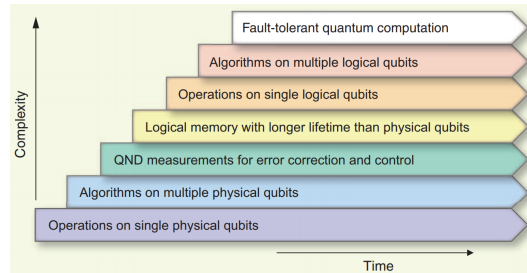 Fault-tolerant quantum computation
Algorithms on multiple logical qubits
Operations on single logical qubits
Logical memory with longer lifetime than physical qubits
QND measurements for error correction and control
Algorithms on multiple physical qubits
Operations on single physical qubits
Complexity
Time